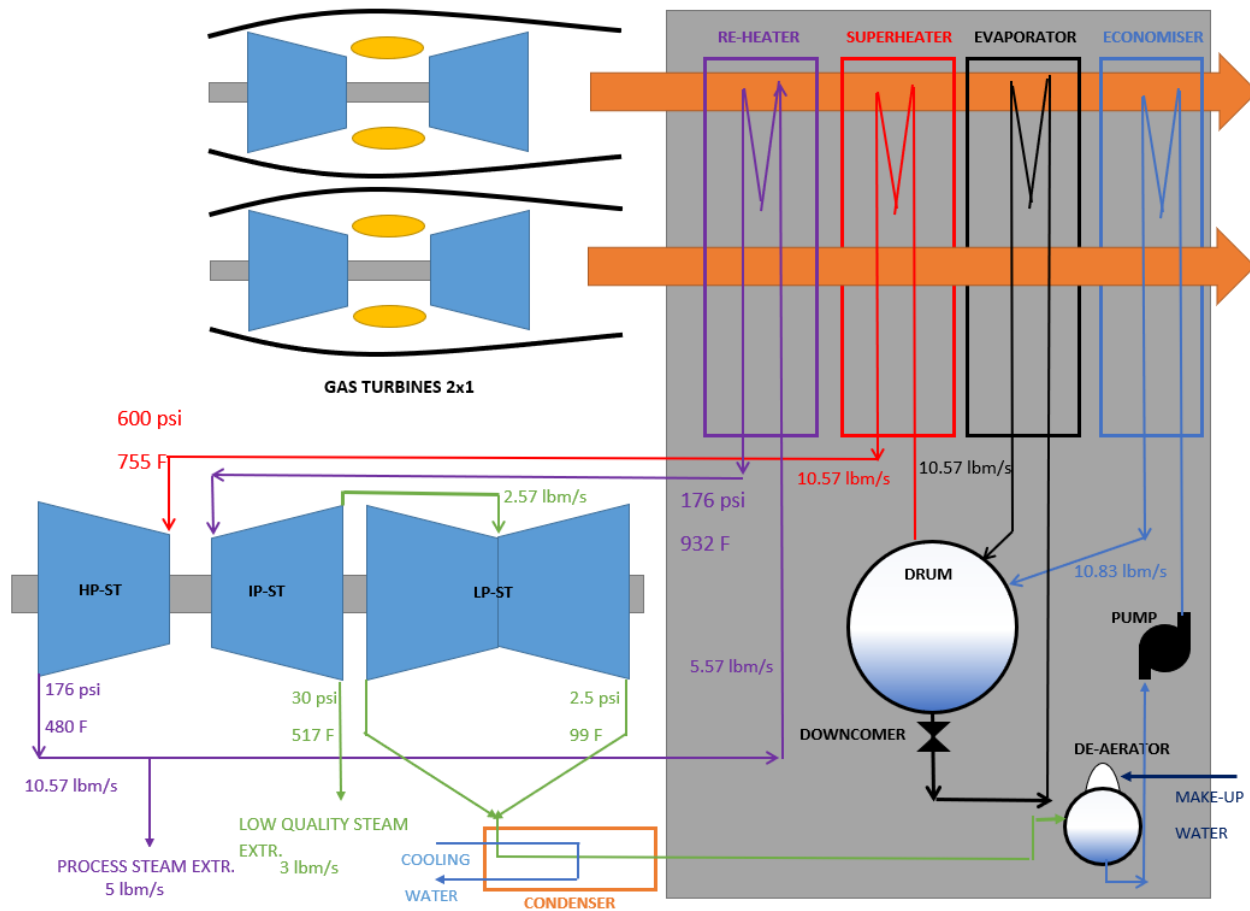 RE-HEATER
SUPERHEATER
EVAPORATOR
ECONOMISER
GAS TURBINES 2x1
600 psi
755 F
10.57 lbm/s
10.57 lbm/s
2.57 lbm/s
176 psi
932 F
DRUM
10.83 lbm/s
HP-ST
IP-ST
LP-ST
PUMP
5.57 lbm/s
176 psi
480 F
30 psi
517 F
2.5 psi
99 F
DOWNCOMER
DE-AERATOR
10.57 lbm/s
MAKE-UP
WATER
LOW QUALITY STEAM
EXTR.
3 lbm/s
PROCESS STEAM EXTR.
5 lbm/s
COOLING
WATER
CONDENSER